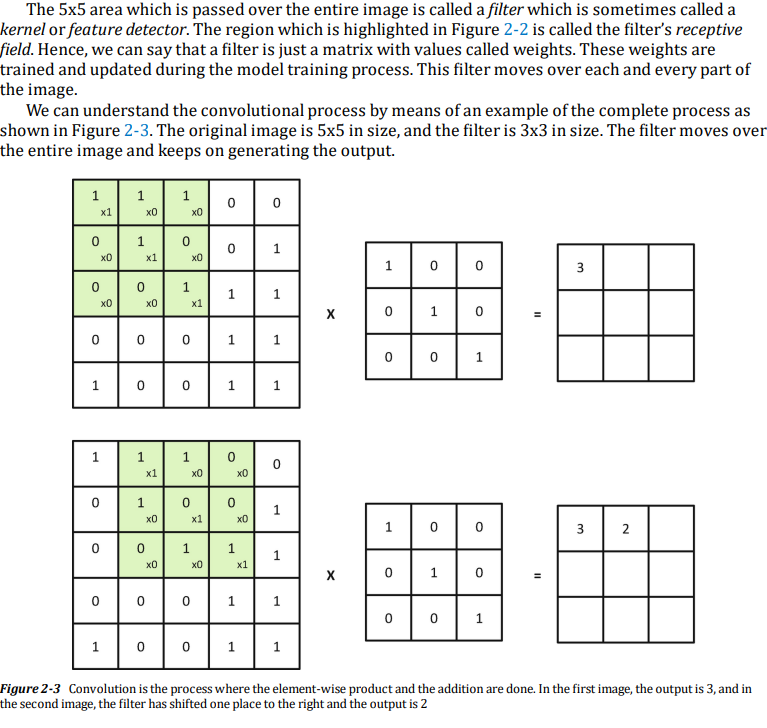 The 5x5 area which is passed over the entire image is called a filter which is sometimes called a
kernel or feature detector. The region which is highlighted in Figure 2-2 is called the filter’s receptive
field. Hence, we can say that a filter is just a matrix with values called weights. These weights are
trained and updated during the model training process. This filter moves over each and every part of
the image.
We can understand the convolutional process by means of an example of the complete process as
shown in Figure 2-3. The original image is 5x5 in size, and the filter is 3x3 in size. The filter moves over
the entire image and keeps on generating the output.
1 x1 1 x0 1 x0 0 0
0 x0 1 x1 0 x0 0 1
0 x0 0 x0 1 x1 1 1
0 0 0 1 1
1 0 0 1 1
X
1 0 0
0 1 0
0 0 1
=
3
1 1 x1 1 x0 0 x0 0
0 1 x0 0 x1 0 x0 1
0 0 x0 1 x0 1 x1 1
0 0 0 1 1
1 0 0 1 1
X
1 0 0
0 1 0
0 0 1
=
3 2
Figure 2-3 Convolution is the process where the element-wise product and the addition are done. In the first image, the output is 3, and in
the second image, the filter has shifted one place to the right and the output is 2